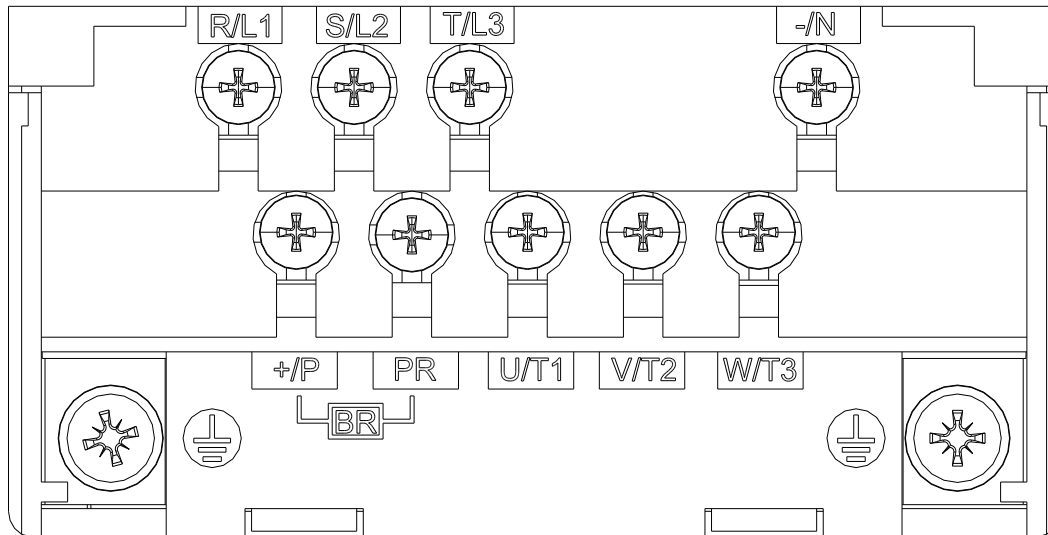 R/L1 S/L2 T/L3 -/N
+/P PR U/T1 V/T2 W/T3
BR